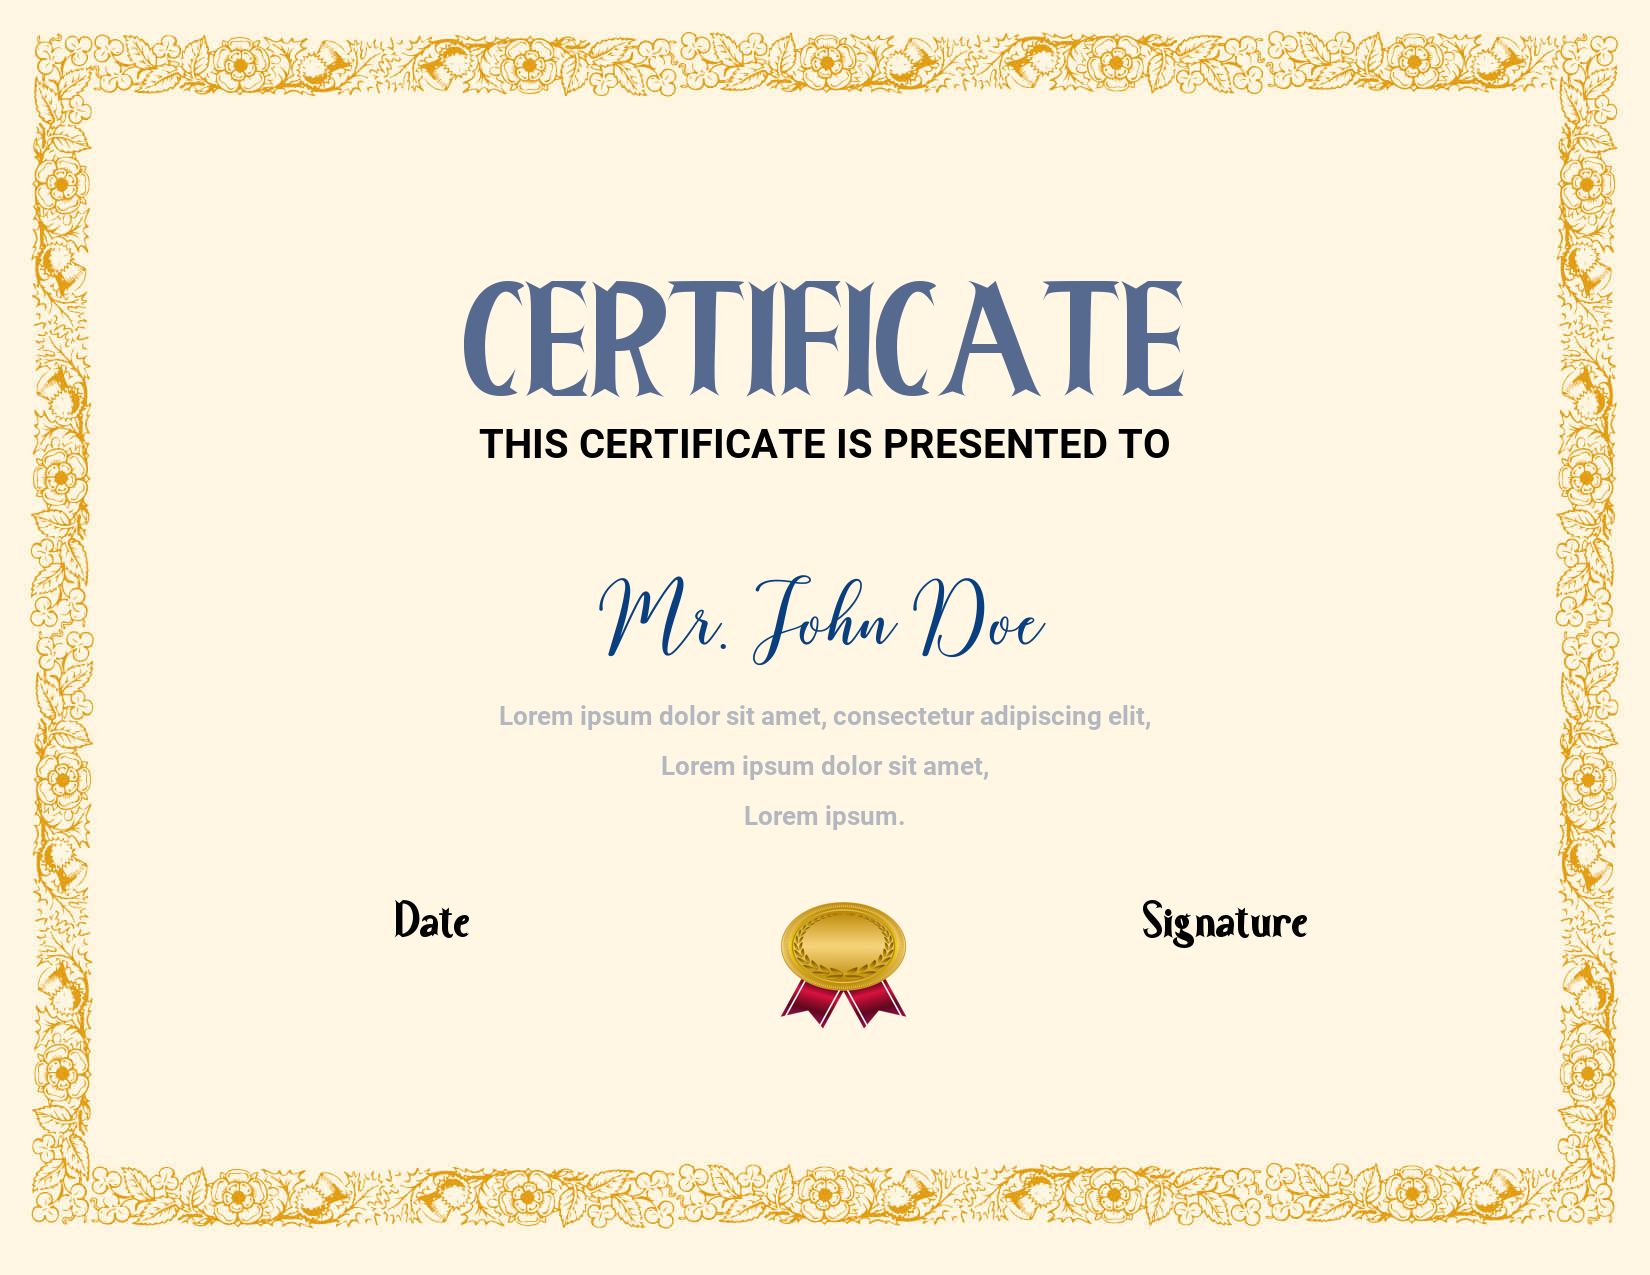 CERTIFICATE
THIS CERTIFICATE IS PRESENTED TO
Mr. John Doe
Lorem ipsum dolor sit amet, consectetur adipiscing elit,
Lorem ipsum dolor sit amet,
Lorem ipsum.
Date
Signature